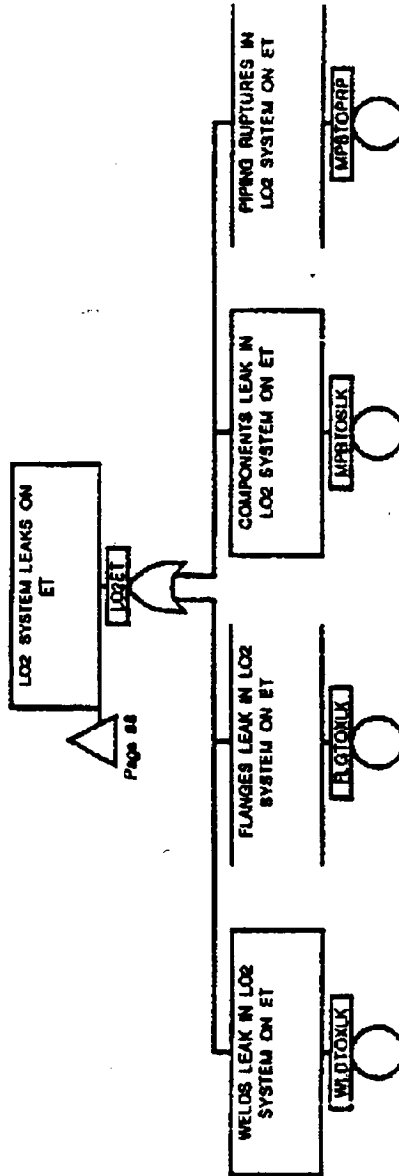 LO2 SYSTEM LEAKS ON
ET
LO2ET
Page 88
WELDS LEAK IN LO2
SYSTEM ON ET
WLDTOXLK
FLANGES LEAK IN LO2
SYSTEM ON ET
FLGTOXLK
COMPONENTS LEAK IN
LO2 SYSTEM ON ET
MPBTOSLK
PIPING RUPTURES IN
LO2 SYSTEM ON ET
MPBTOPRP